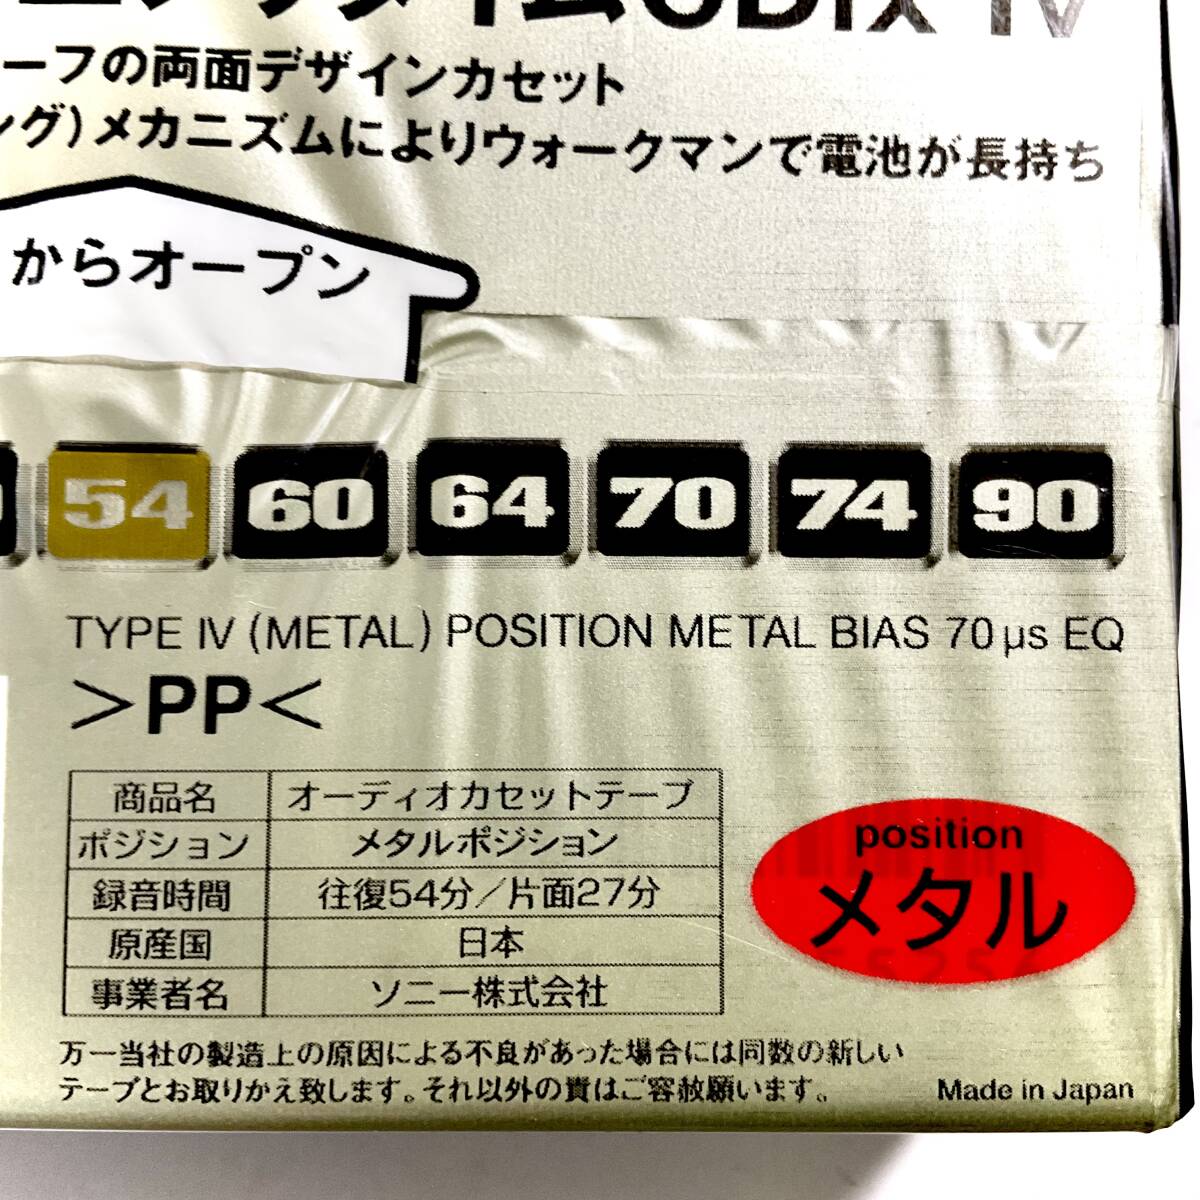 CDix IV
ープの両面デザインカセット
ング)メカニズムによりウォークマンで電池が長持ち
からオープン
54 60 64 70 74 90
TYPE IV (METAL) POSITION METAL BIAS 70 µs EQ
>PP<
商品名 オーディオカセットテープ
ポジション メタルポジション
録音時間 往復54分/片面27分
原産国 日本
事業者名 ソニー株式会社
position
メタル
万一当社の製造上の原因による不良があった場合には同数の新しい
テープとお取りかえ致します。それ以外の責はご容赦願います。
Made in Japan